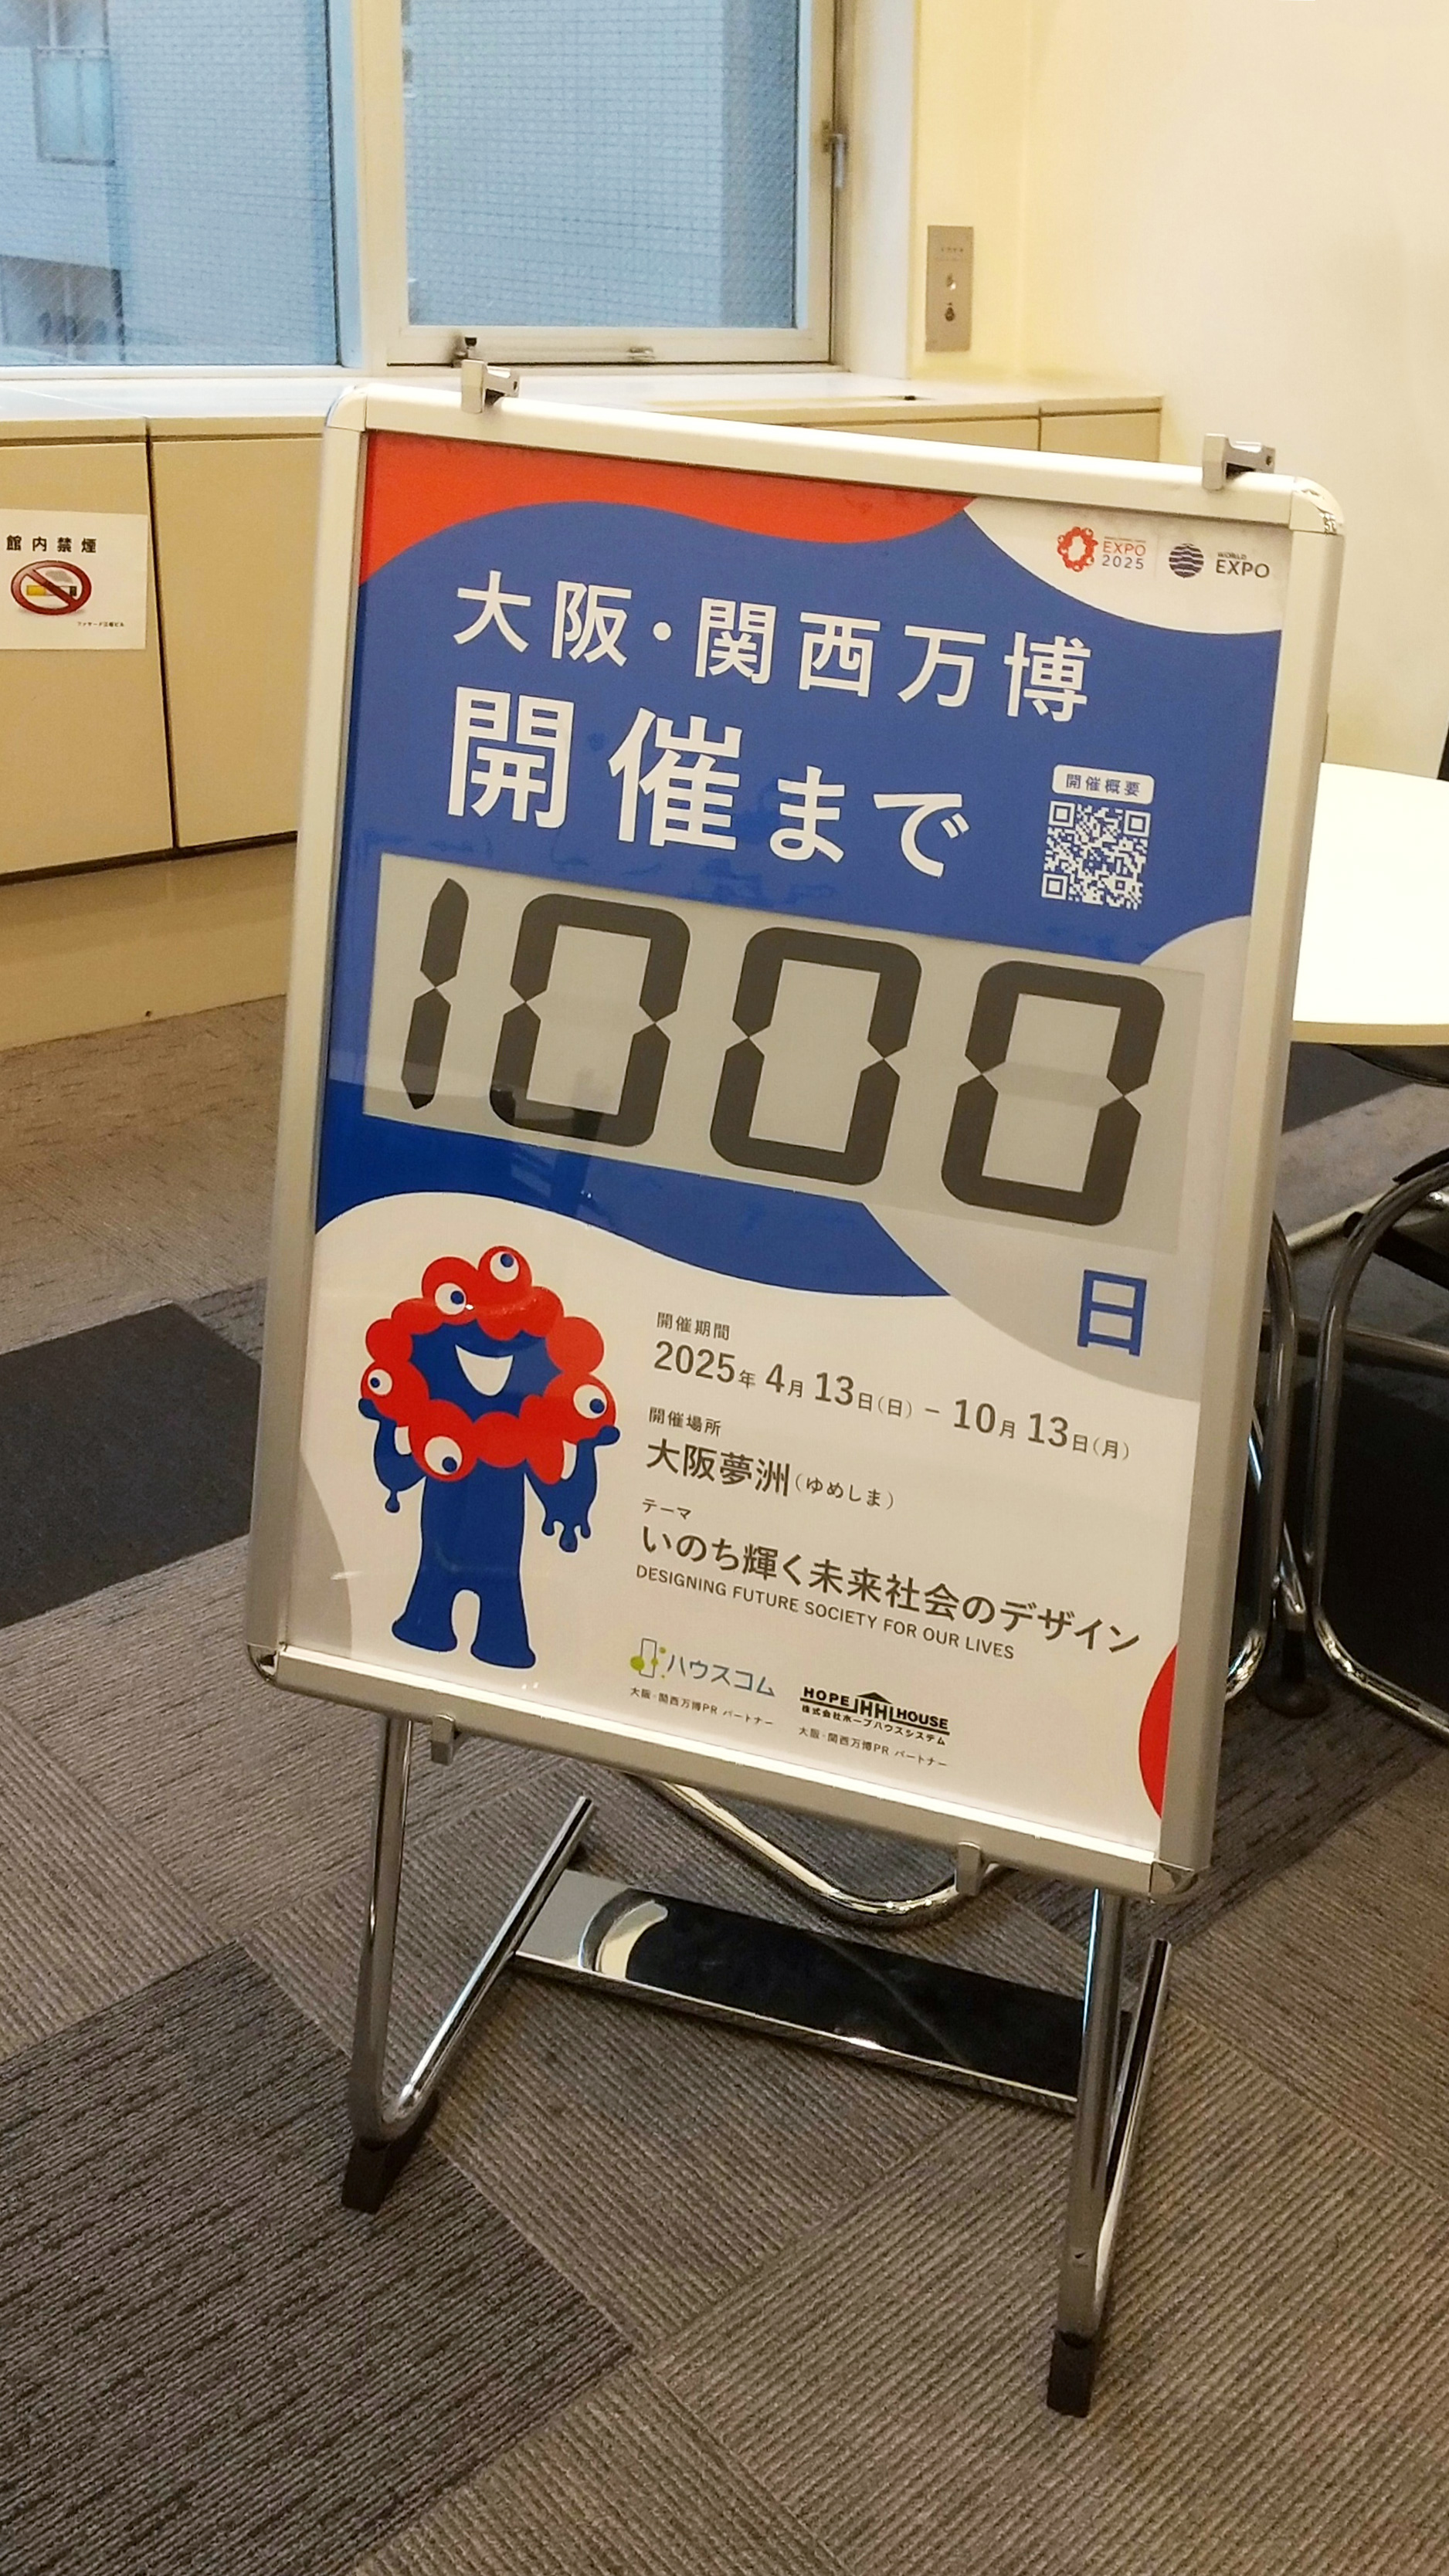 館内禁煙
EXPO
2025
WORLD
EXPO
大阪・関西万博
開催まで
開催概要
1000
日
開催期間
2025年 4月 13日(日) - 10月 13日(月)
開催場所
大阪夢洲(ゆめしま)
テーマ
いのち輝く未来社会のデザイン
DESIGNING FUTURE SOCIETY FOR OUR LIVES
ハウスコム
大阪・関西万博PR パートナー
HOPE HH HOUSE
株式会社ホープハウスシステム
大阪・関西万博PR パートナー